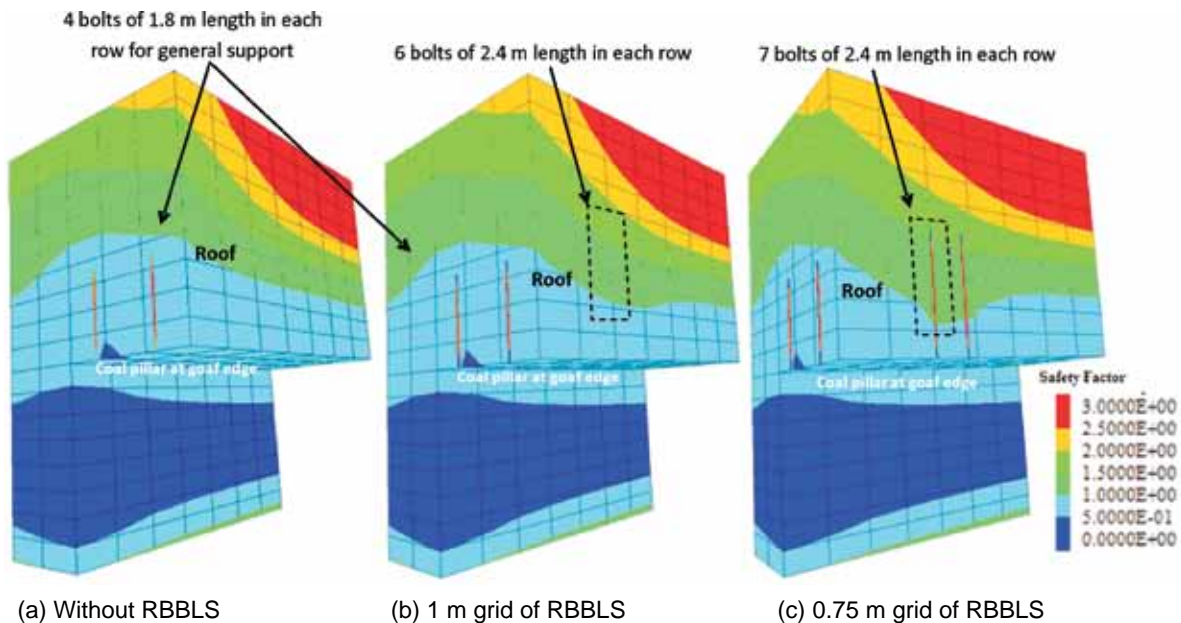 4 bolts of 1.8 m length in each
row for general support
6 bolts of 2.4 m length in each row
7 bolts of 2.4 m length in each row
Roof
Roof
Roof
Coal pillar at goaf edge
Coal pillar at goaf edge
Coal pillar at goaf edge
Safety Factor
3.0000E+00
2.5000E+00
2.0000E+00
1.5000E+00
1.0000E+00
5.0000E-01
0.0000E+00
(a) Without RBBLS
(b) 1 m grid of RBBLS
(c) 0.75 m grid of RBBLS